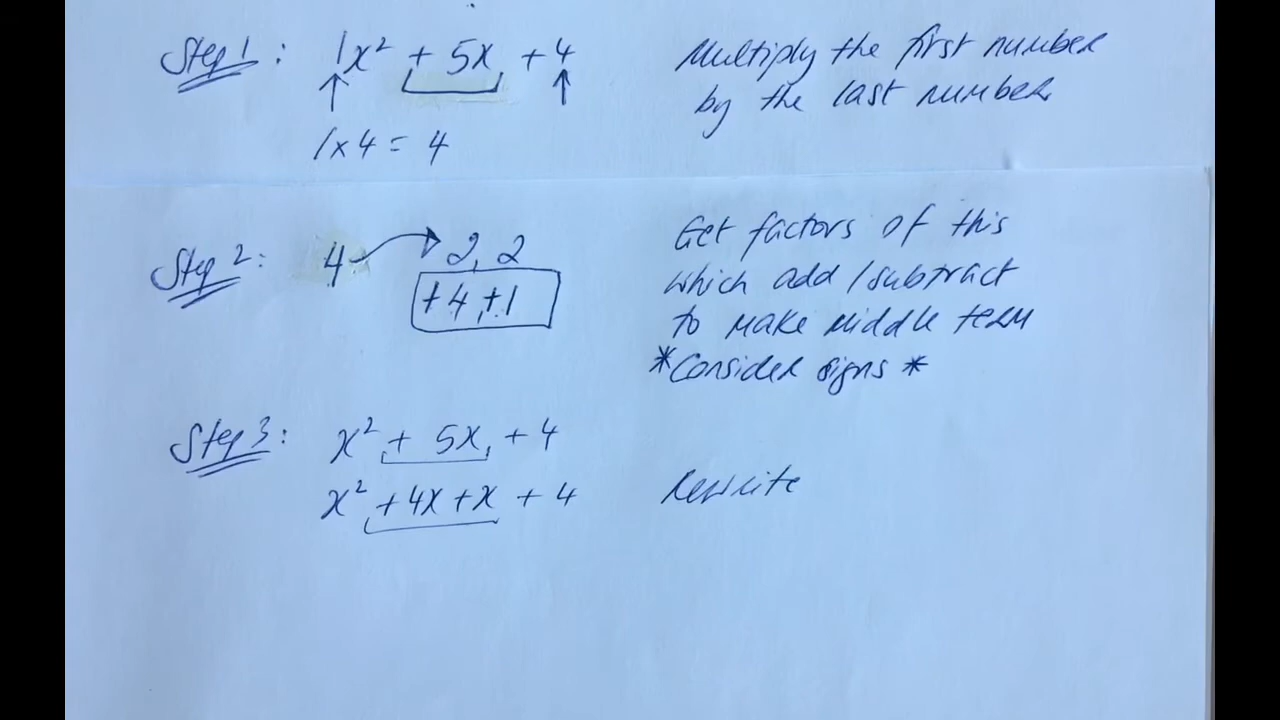 Step 1: 1x² + 5x + 4
Multiply the first number
by the last number
1 x 4 = 4
Step 2: 4 → 2, 2
+4, +1
Get factors of this
which add / subtract
to make middle term
*Consider signs*
Step 3: x² + 5x + 4
x² + 4x + x + 4
Rewrite